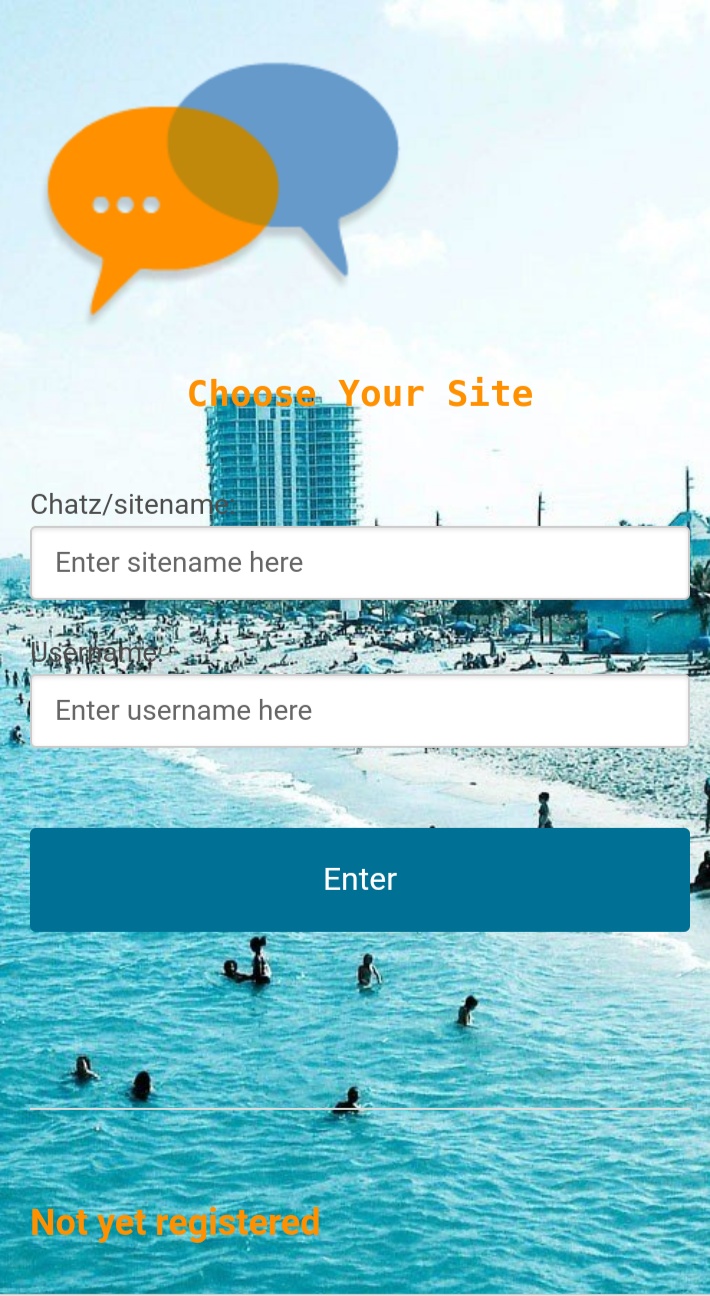 Choose Your Site
Chatz/sitename:
Enter sitename here
Username:
Enter username here
Enter
Not yet registered